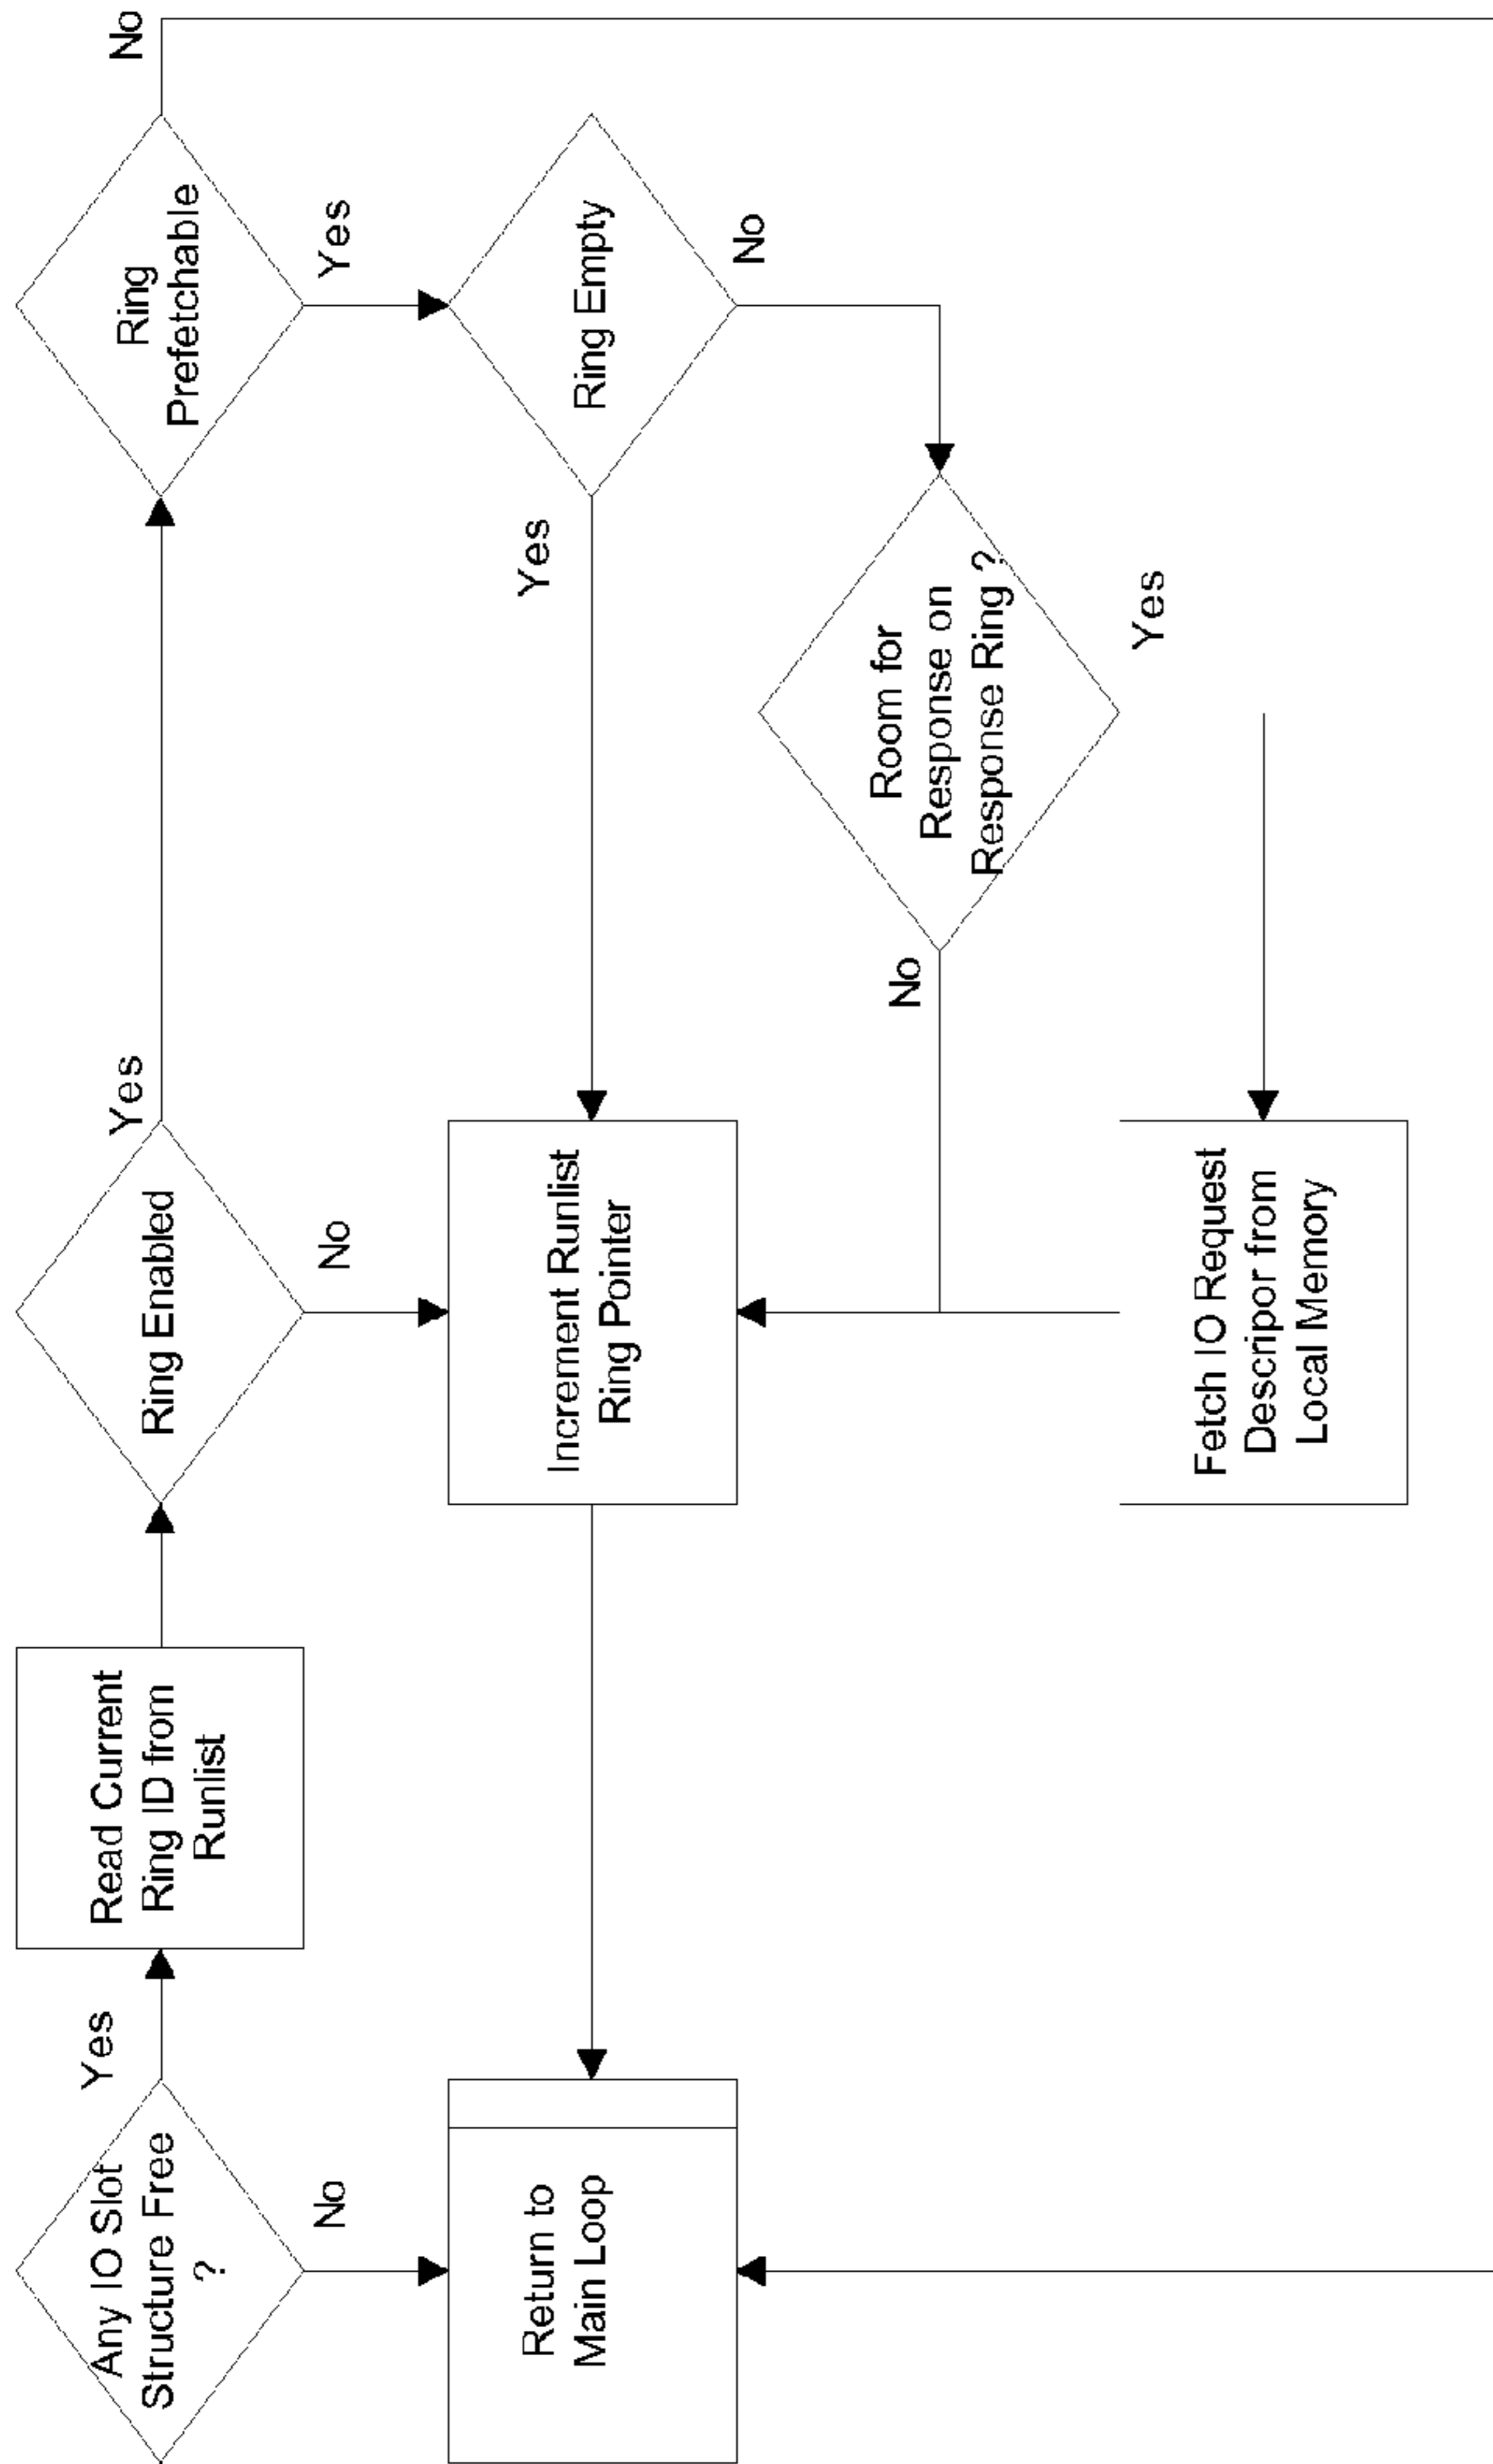 Any IO Slot
Structure Free
?
Yes
No
Read Current
Ring ID from
Runlist
Ring Enabled
Yes
No
Ring
Prefetchable
No
Yes
Return to
Main Loop
Increment Runlist
Ring Pointer
Yes
Ring Empty
No
No
Room for
Response on
Response Ring ?
Yes
Fetch IO Request
Descripor from
Local Memory